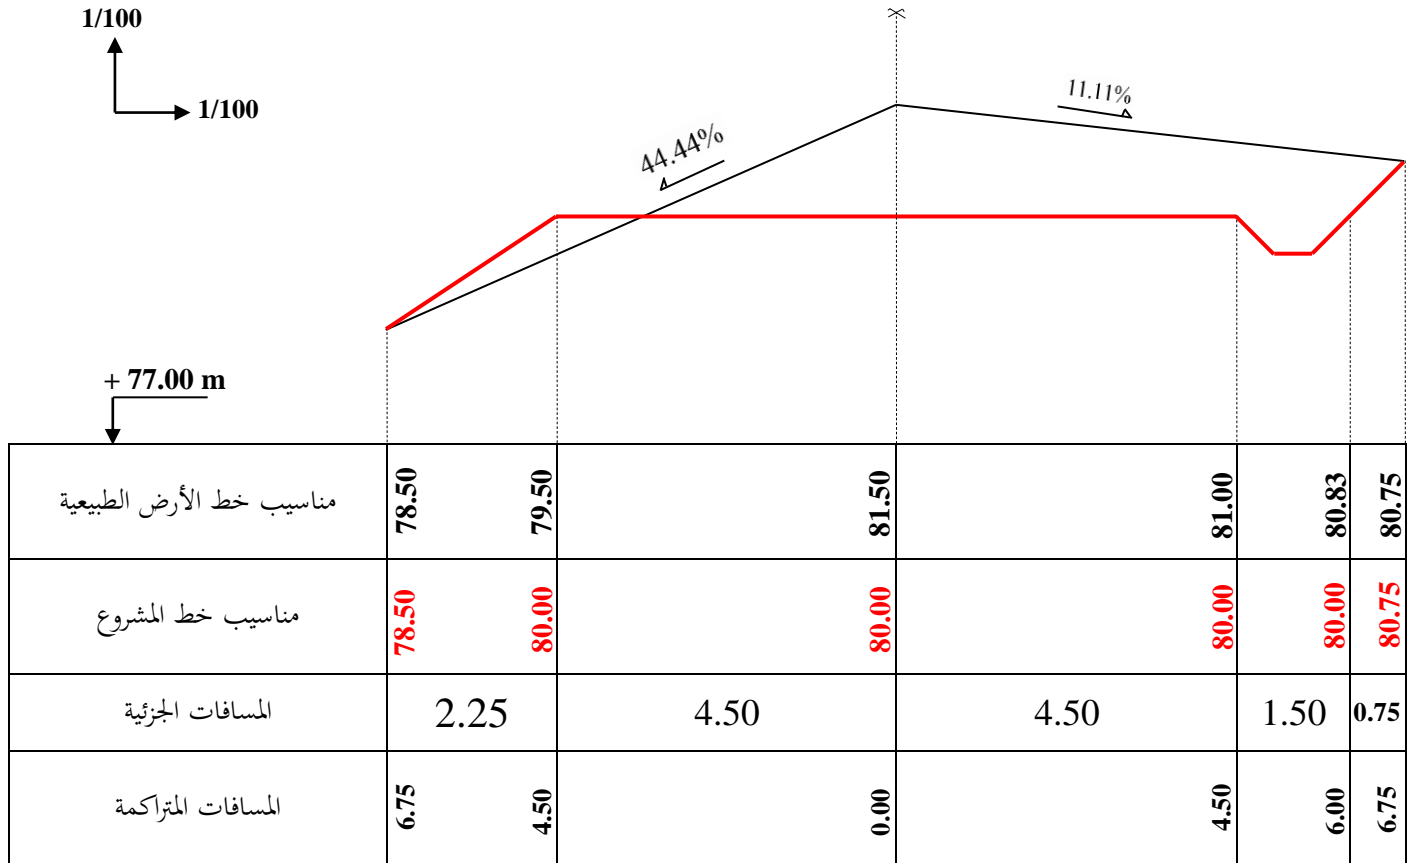 1/100
1/100
44.44%
11.11%
+ 77.00 m
مناسيب خط الأرض الطبيعية 78.50 79.50 81.50 81.00 80.83 80.75
مناسيب خط المشروع 78.50 80.00 80.00 80.00 80.00 80.75
المسافات الجزئية 2.25 4.50 4.50 1.50 0.75
المسافات المتراكمة 6.75 4.50 0.00 4.50 6.00 6.75